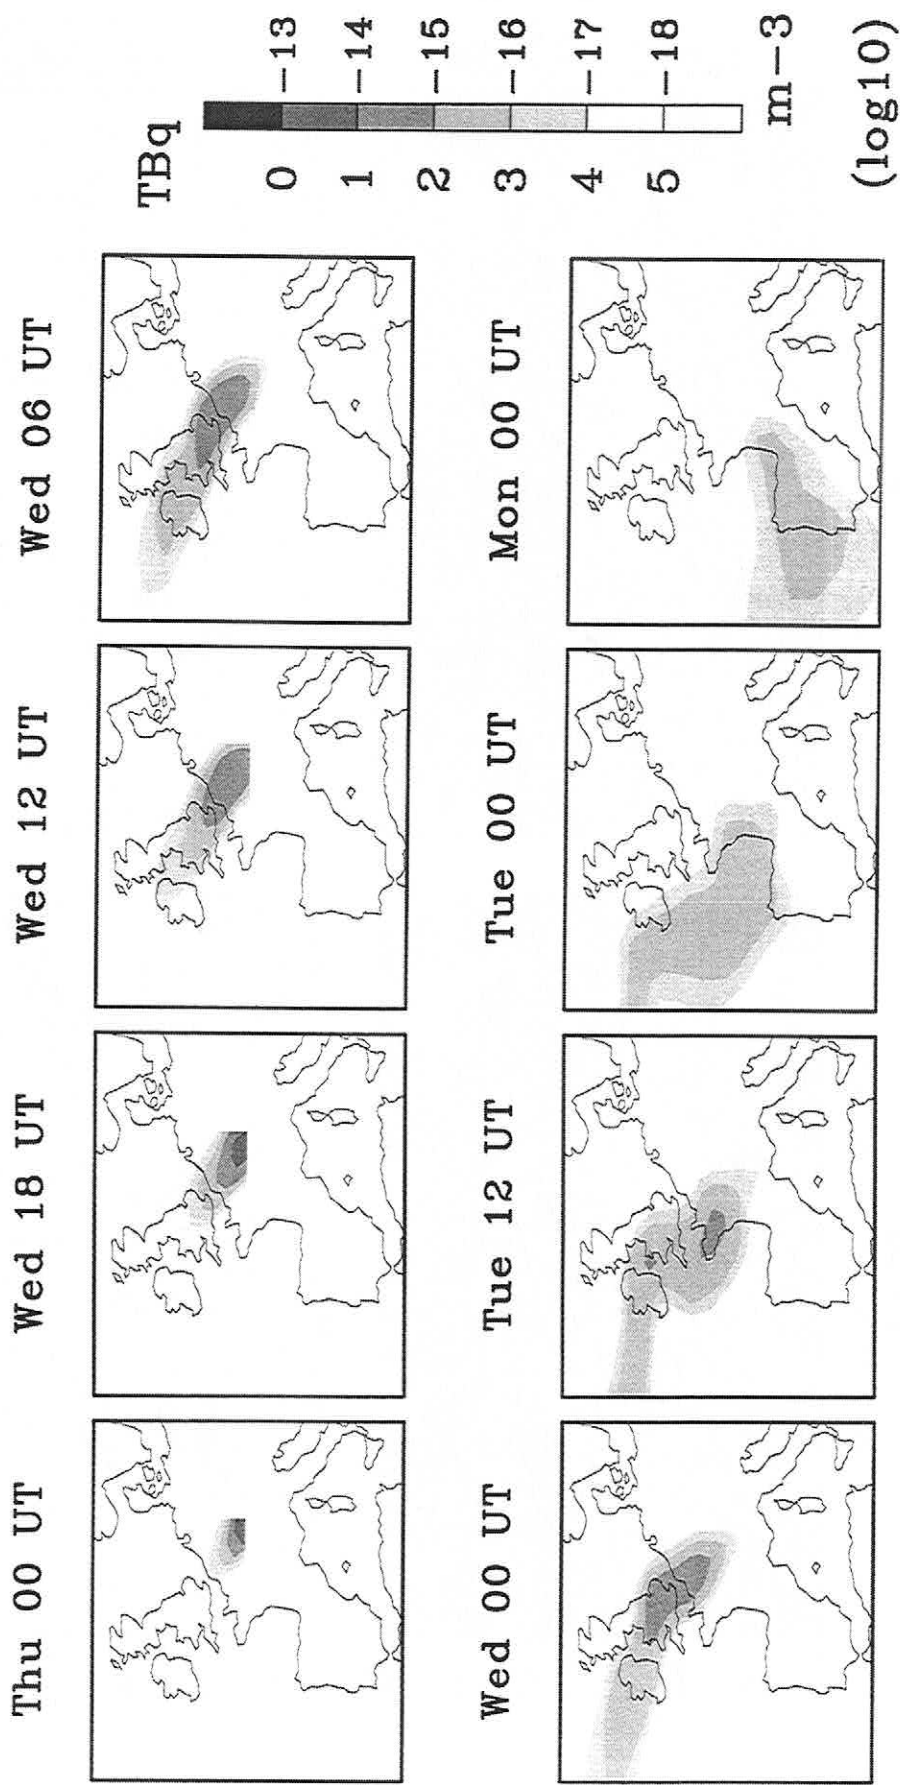 Thu 00 UT
Wed 18 UT
Wed 12 UT
Wed 06 UT
Wed 00 UT
Tue 12 UT
Tue 00 UT
Mon 00 UT
TBq
0 -13
1 -14
2 -15
3 -16
4 -17
5 -18
m-3
(log10)